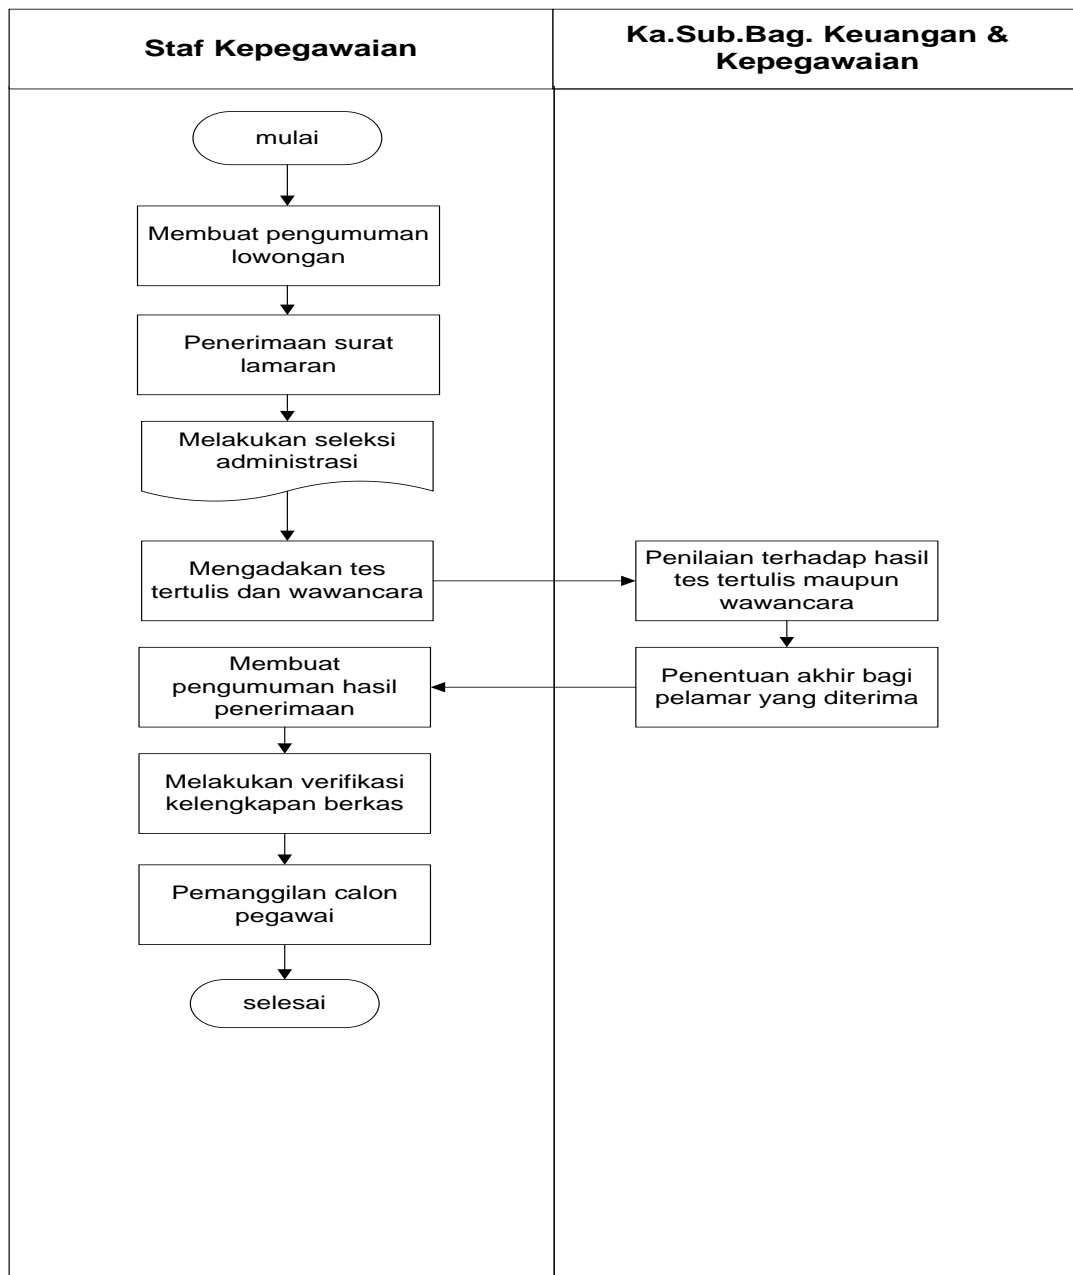 Staf Kepegawaian
Ka.Sub.Bag. Keuangan &
Kepegawaian
mulai
Membuat pengumuman
lowongan
Penerimaan surat
lamaran
Melakukan seleksi
administrasi
Mengadakan tes
tertulis dan wawancara
Penilaian terhadap hasil
tes tertulis maupun
wawancara
Penentuan akhir bagi
pelamar yang diterima
Membuat
pengumuman hasil
penerimaan
Melakukan verifikasi
kelengkapan berkas
Pemanggilan calon
pegawai
selesai